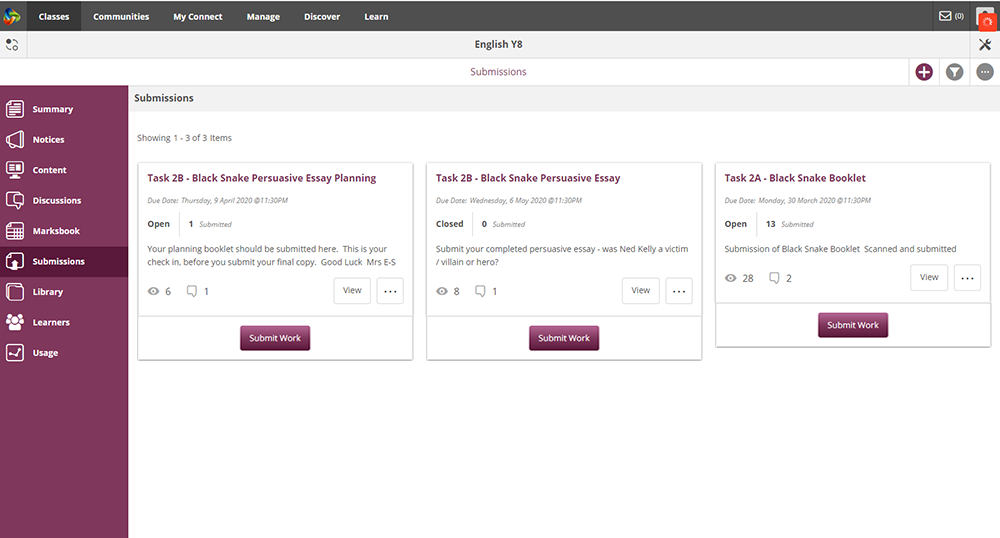 Classes Communities My Connect Manage Discover Learn (0)
English Y8
Submissions
Summary
Notices
Content
Discussions
Marksbook
Submissions
Library
Learners
Usage
Submissions
Showing 1 - 3 of 3 Items
Task 2B - Black Snake Persuasive Essay Planning
Due Date: Thursday, 9 April 2020 @11:30PM
Open 1 Submitted
Your planning booklet should be submitted here. This is your
check in, before you submit your final copy. Good Luck Mrs E-S
6 1 View ...
Submit Work
Task 2B - Black Snake Persuasive Essay
Due Date: Wednesday, 6 May 2020 @11:30PM
Closed 0 Submitted
Submit your completed persuasive essay - was Ned Kelly a victim
/ villain or hero?
8 1 View ...
Submit Work
Task 2A - Black Snake Booklet
Due Date: Monday, 30 March 2020 @11:30PM
Open 13 Submitted
Submission of Black Snake Booklet Scanned and submitted
28 2 View ...
Submit Work